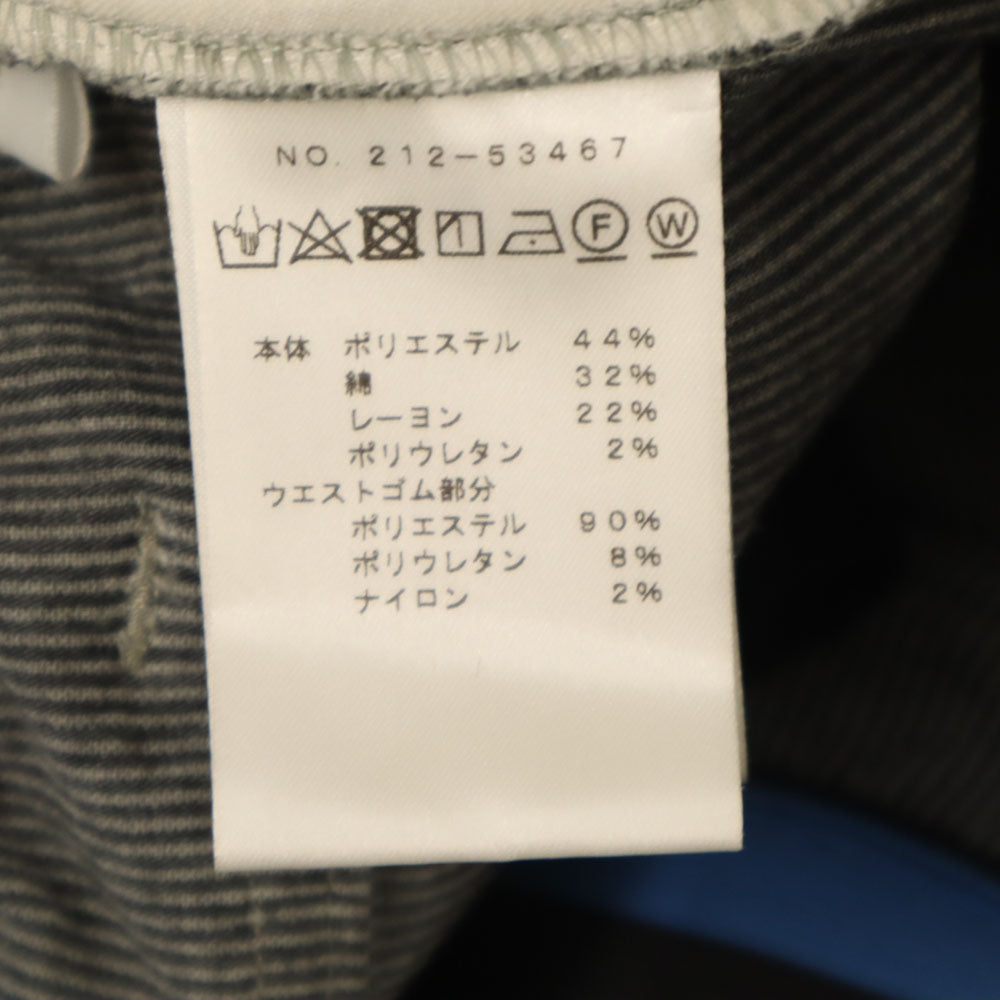 NO. 212-53467
F W
本体 ポリエステル 44%
綿 32%
レーヨン 22%
ポリウレタン 2%
ウエストゴム部分
ポリエステル 90%
ポリウレタン 8%
ナイロン 2%